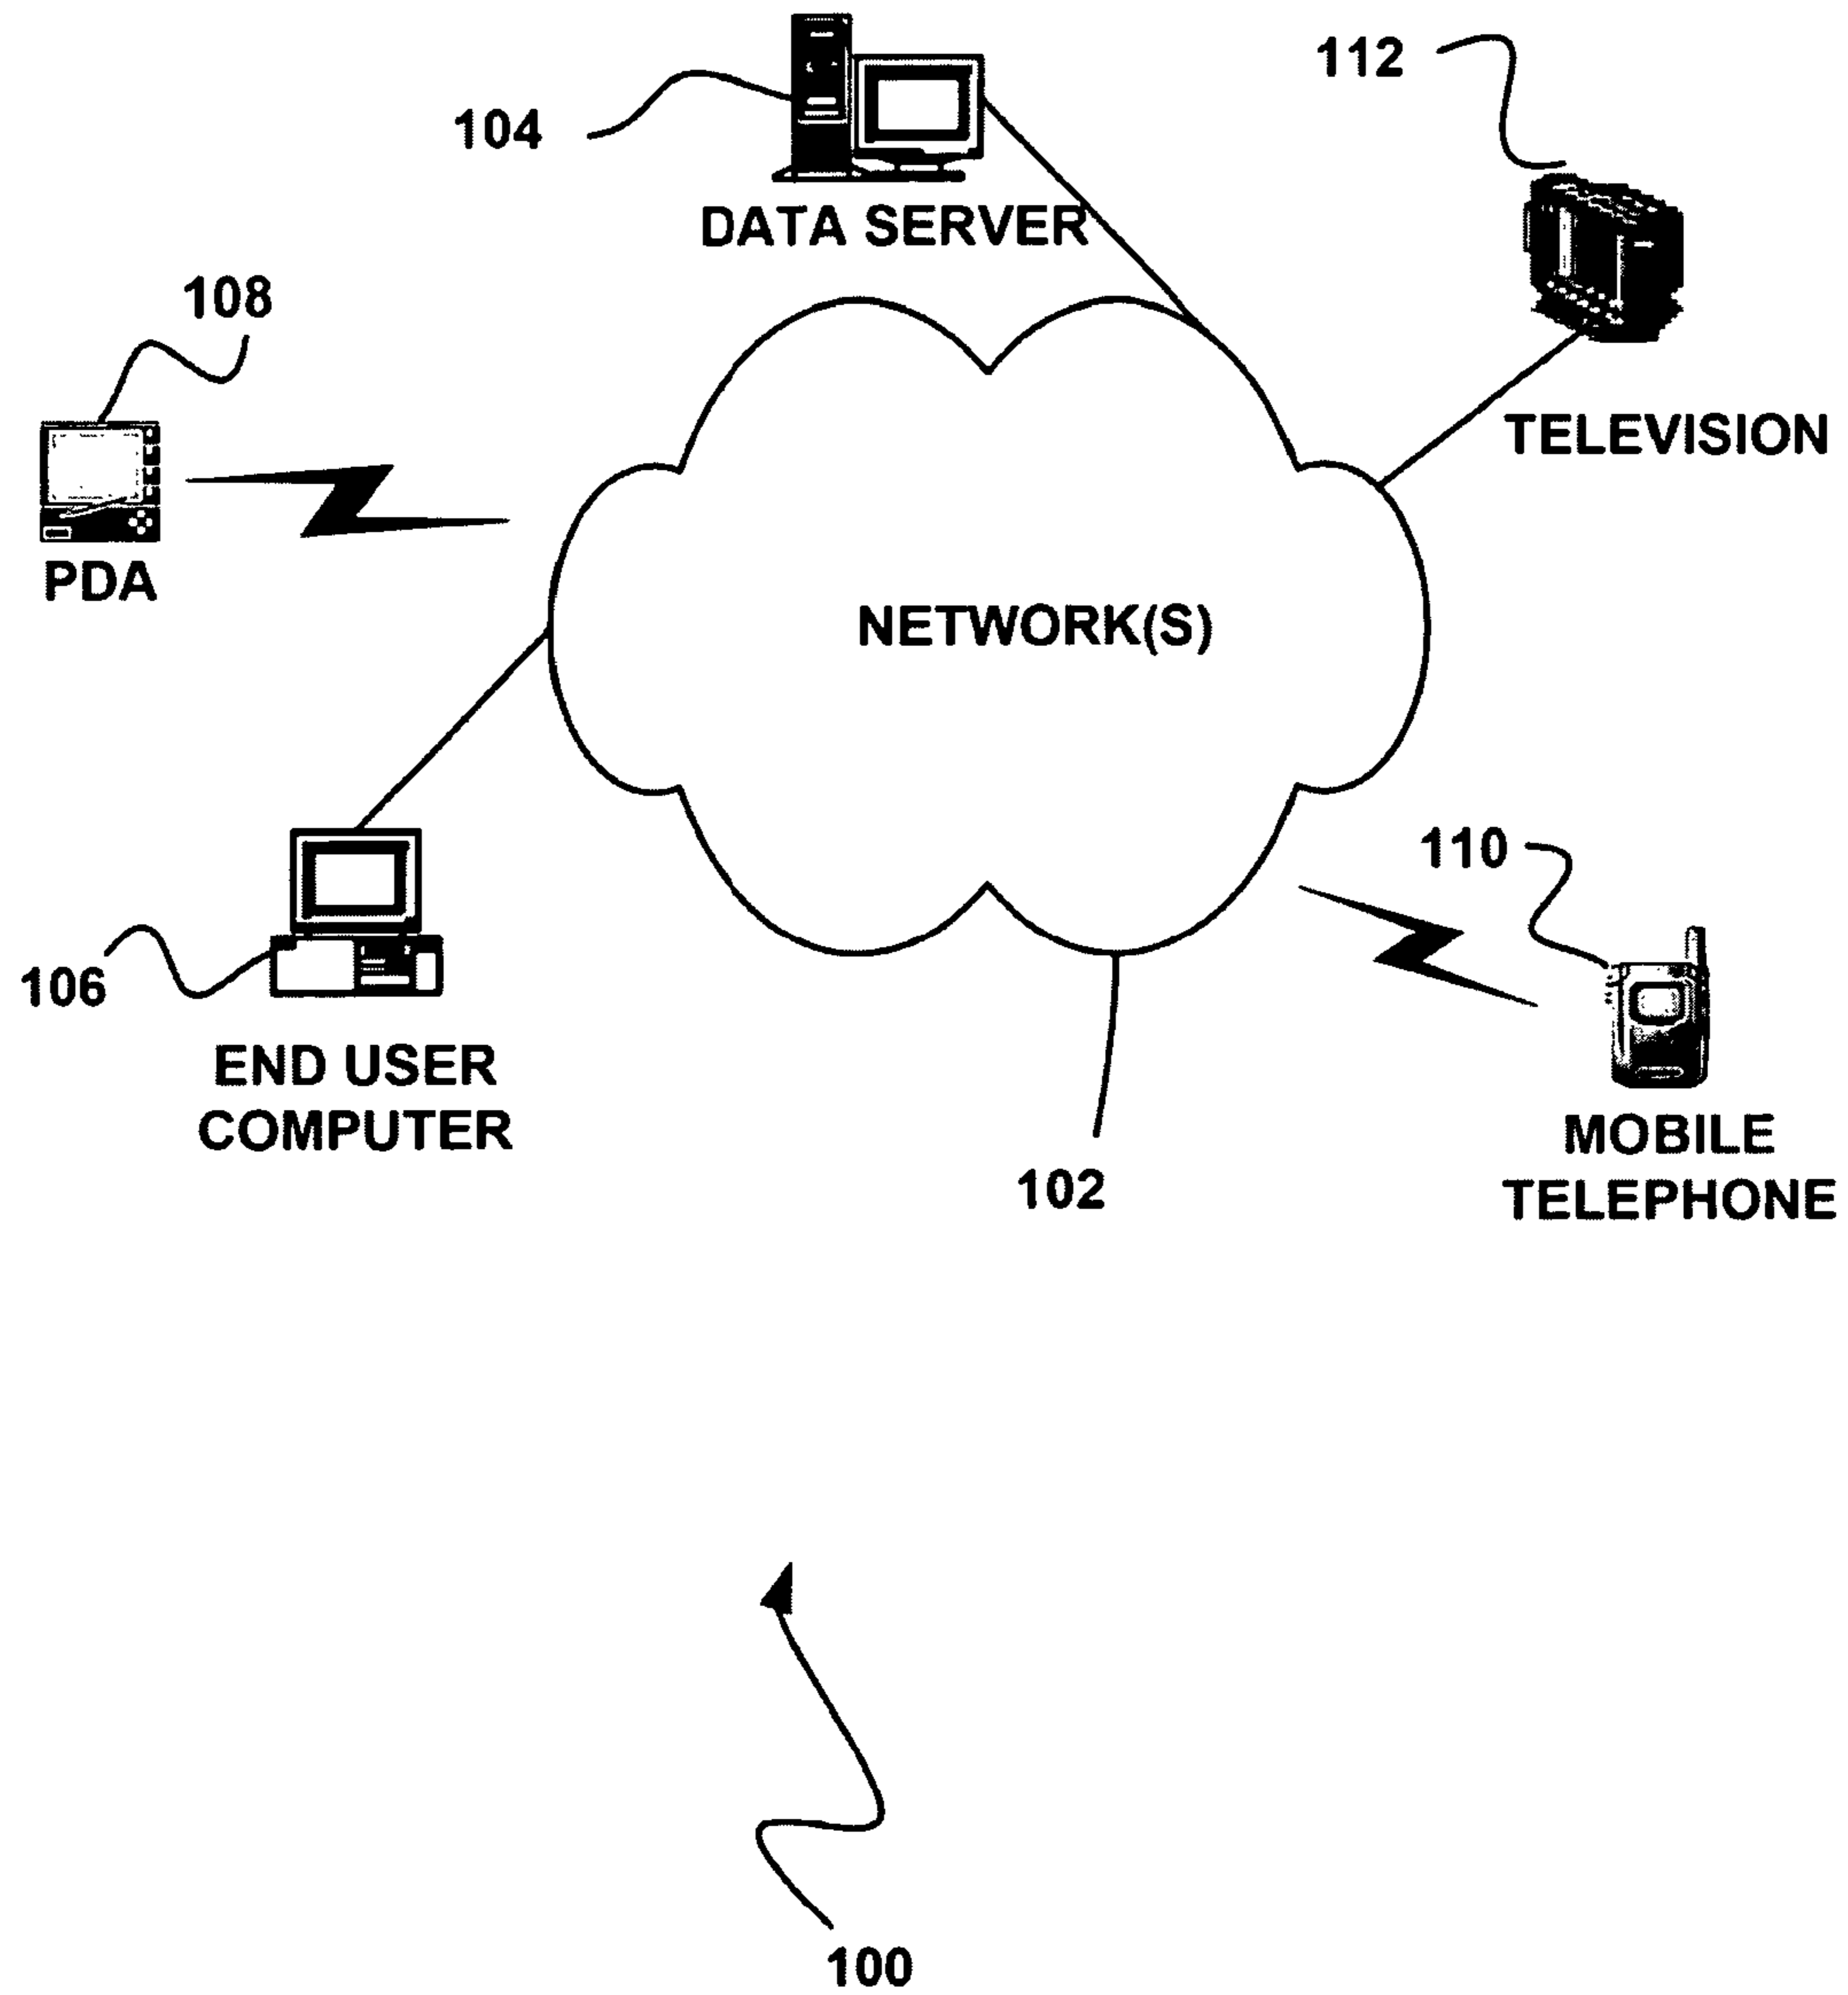 112
104
DATA SERVER
108
TELEVISION
PDA
NETWORK(S)
110
106
END USER
COMPUTER
MOBILE
TELEPHONE
102
100